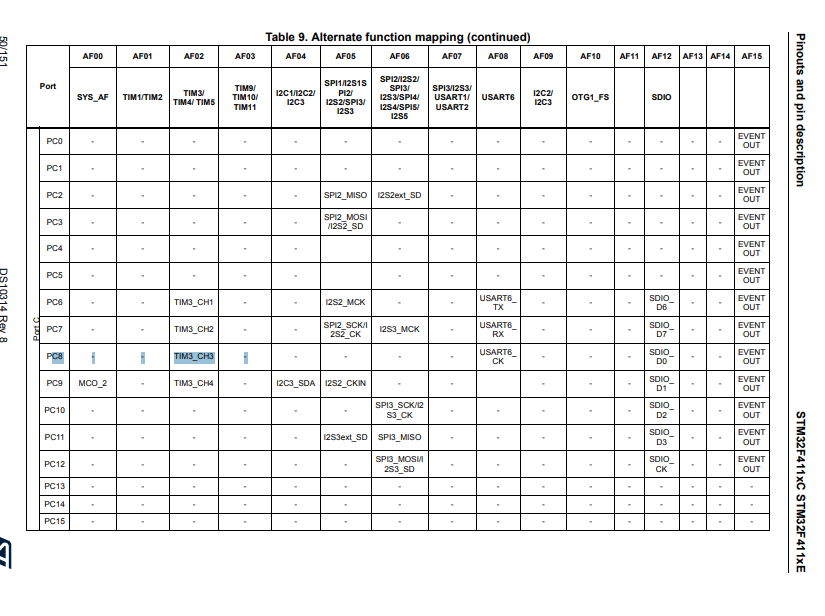 Table 9. Alternate function mapping (continued)
Port AF00 AF01 AF02 AF03 AF04 AF05 AF06 AF07 AF08 AF09 AF10 AF11 AF12 AF13 AF14 AF15
SYS_AF TIM1/TIM2 TIM3/ TIM4/ TIM5 TIM9/ TIM10/ TIM11 I2C1/I2C2/ I2C3 SPI1/I2S1S PI2/ I2S2/SPI3/ I2S3 SPI2/I2S2/ SPI3/ I2S3/SPI4/ I2S4/SPI5/ I2S5 SPI3/I2S3/ USART1/ USART2 USART6 I2C2/ I2C3 OTG1_FS SDIO
Port C
PC0 - - - - - - - - - - - - - - - EVENT OUT
PC1 - - - - - - - - - - - - - - - EVENT OUT
PC2 - - - - - SPI2_MISO I2S2ext_SD - - - - - - - - EVENT OUT
PC3 - - - - - SPI2_MOSI /I2S2_SD - - - - - - - - - EVENT OUT
PC4 - - - - - - - - - - - - - - EVENT OUT
PC5 - - - - - - - - - - - - - - EVENT OUT
PC6 - - TIM3_CH1 - - I2S2_MCK - - USART6_ TX - - - SDIO_ D6 - - EVENT OUT
PC7 - - TIM3_CH2 - - SPI2_SCK/I 2S2_CK I2S3_MCK - USART6_ RX - - - SDIO_ D7 - - EVENT OUT
PC8 - - TIM3_CH3 - - - - - USART6_ CK - - - SDIO_ D0 - - EVENT OUT
PC9 MCO_2 - TIM3_CH4 - I2C3_SDA I2S2_CKIN - - - - - - SDIO_ D1 - - EVENT OUT
PC10 - - - - - - SPI3_SCK/I2 S3_CK - - - - - SDIO_ D2 - - EVENT OUT
PC11 - - - - - I2S3ext_SD SPI3_MISO - - - - - SDIO_ D3 - - EVENT OUT
PC12 - - - - - - SPI3_MOSI/I 2S3_SD - - - - - SDIO_ CK - - EVENT OUT
PC13 - - - - - - - - - - - - - - - -
PC14 - - - - - - - - - - - - - - - -
PC15 - - - - - - - - - - - - - - - -
50/151
DS10314 Rev 8
Pinouts and pin description
STM32F411xC STM32F411xE